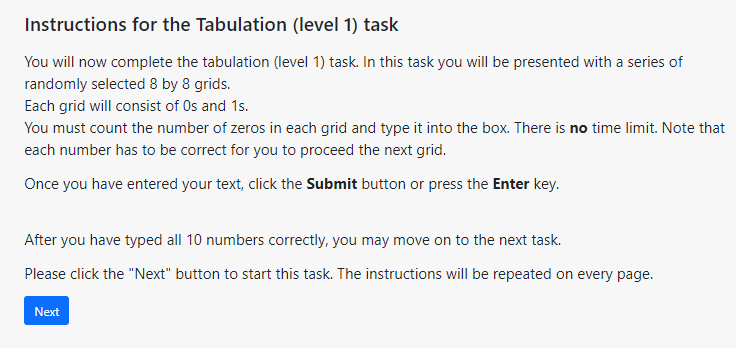 Instructions for the Tabulation (level 1) task
You will now complete the tabulation (level 1) task. In this task you will be presented with a series of
randomly selected 8 by 8 grids.
Each grid will consist of 0s and 1s.
You must count the number of zeros in each grid and type it into the box. There is no time limit. Note that
each number has to be correct for you to proceed the next grid.
Once you have entered your text, click the Submit button or press the Enter key.
After you have typed all 10 numbers correctly, you may move on to the next task.
Please click the "Next" button to start this task. The instructions will be repeated on every page.
Next